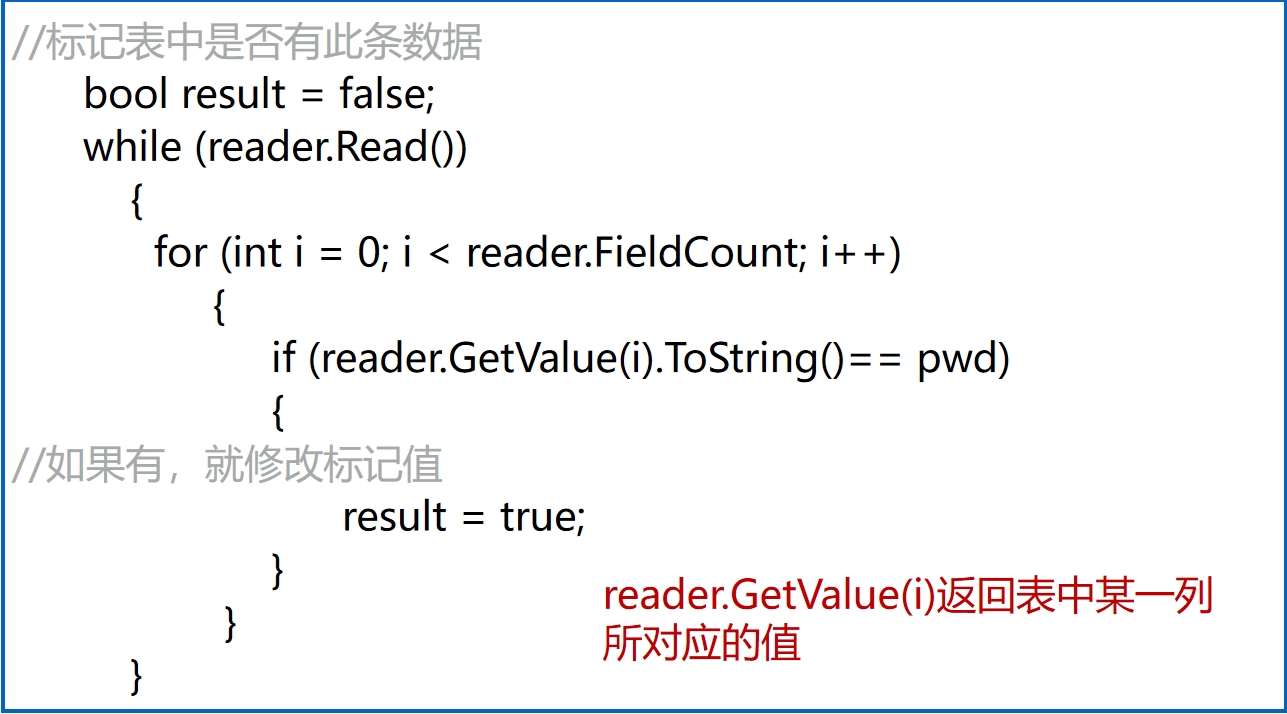 //标记表中是否有此条数据
bool result = false;
while (reader.Read())
{
for (int i = 0; i < reader.FieldCount; i++)
{
if (reader.GetValue(i).ToString()== pwd)
{
//如果有，就修改标记值
result = true;
}
}
}
reader.GetValue(i)返回表中某一列
所对应的值